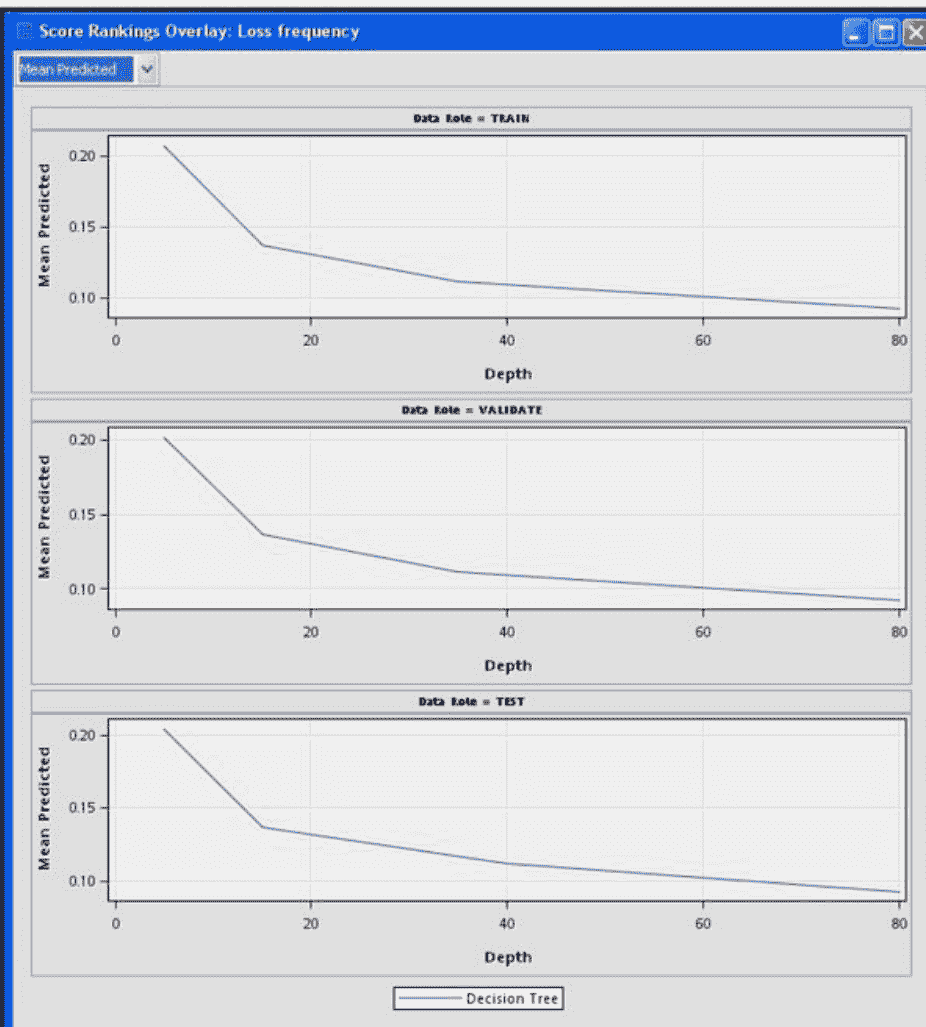 Score Rankings Overlay: Loss frequency
Mean Predicted
Data Role = TRAIN
Mean Predicted
0.20
0.15
0.10
0 20 40 60 80
Depth
Data Role = VALIDATE
Mean Predicted
0.20
0.15
0.10
0 20 40 60 80
Depth
Data Role = TEST
Mean Predicted
0.20
0.15
0.10
0 20 40 60 80
Depth
Decision Tree